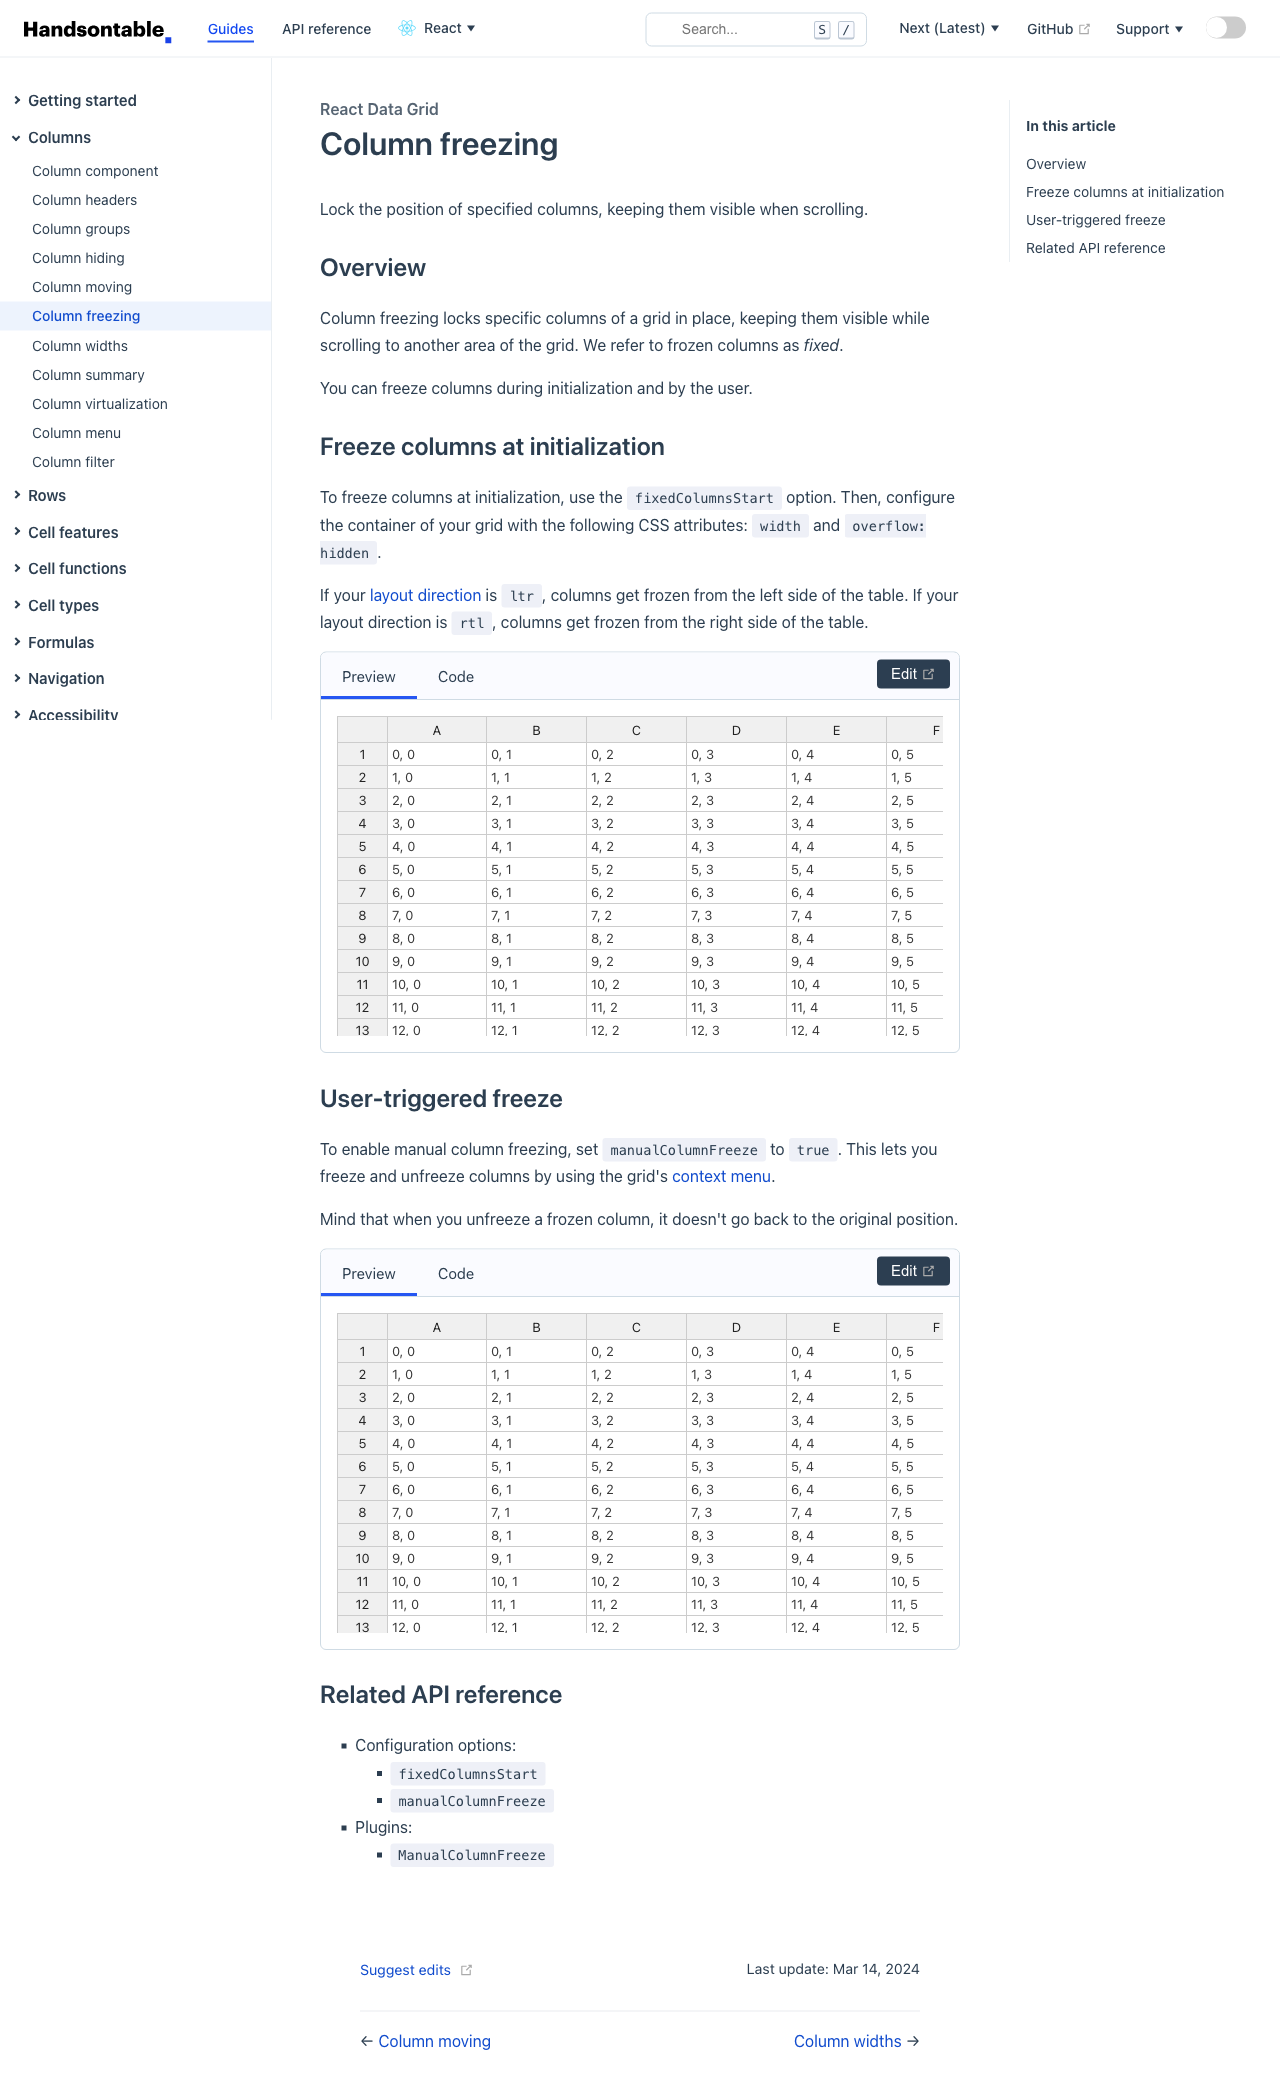 Handsontable
Guides
API reference
React
Search...
S
/
Next (Latest)
GitHub
Support
Getting started
Columns
Column component
Column headers
Column groups
Column hiding
Column moving
Column freezing
Column widths
Column summary
Column virtualization
Column menu
Column filter
Rows
Cell features
Cell functions
Cell types
Formulas
Navigation
Accessibility
React Data Grid
Column freezing
Lock the position of specified columns, keeping them visible when scrolling.
Overview
Column freezing locks specific columns of a grid in place, keeping them visible while
scrolling to another area of the grid. We refer to frozen columns as fixed.
You can freeze columns during initialization and by the user.
Freeze columns at initialization
To freeze columns at initialization, use the fixedColumnsStart option. Then, configure
the container of your grid with the following CSS attributes: width and overflow:
hidden .
If your layout direction is ltr , columns get frozen from the left side of the table. If your
layout direction is rtl , columns get frozen from the right side of the table.
Preview Code Edit
A B C D E F
1 0, 0 0, 1 0, 2 0, 3 0, 4 0, 5
2 1, 0 1, 1 1, 2 1, 3 1, 4 1, 5
3 2, 0 2, 1 2, 2 2, 3 2, 4 2, 5
4 3, 0 3, 1 3, 2 3, 3 3, 4 3, 5
5 4, 0 4, 1 4, 2 4, 3 4, 4 4, 5
6 5, 0 5, 1 5, 2 5, 3 5, 4 5, 5
7 6, 0 6, 1 6, 2 6, 3 6, 4 6, 5
8 7, 0 7, 1 7, 2 7, 3 7, 4 7, 5
9 8, 0 8, 1 8, 2 8, 3 8, 4 8, 5
10 9, 0 9, 1 9, 2 9, 3 9, 4 9, 5
11 10, 0 10, 1 10, 2 10, 3 10, 4 10, 5
12 11, 0 11, 1 11, 2 11, 3 11, 4 11, 5
13 12, 0 12, 1 12, 2 12, 3 12, 4 12, 5
User-triggered freeze
To enable manual column freezing, set manualColumnFreeze to true . This lets you
freeze and unfreeze columns by using the grid's context menu.
Mind that when you unfreeze a frozen column, it doesn't go back to the original position.
Preview Code Edit
A B C D E F
1 0, 0 0, 1 0, 2 0, 3 0, 4 0, 5
2 1, 0 1, 1 1, 2 1, 3 1, 4 1, 5
3 2, 0 2, 1 2, 2 2, 3 2, 4 2, 5
4 3, 0 3, 1 3, 2 3, 3 3, 4 3, 5
5 4, 0 4, 1 4, 2 4, 3 4, 4 4, 5
6 5, 0 5, 1 5, 2 5, 3 5, 4 5, 5
7 6, 0 6, 1 6, 2 6, 3 6, 4 6, 5
8 7, 0 7, 1 7, 2 7, 3 7, 4 7, 5
9 8, 0 8, 1 8, 2 8, 3 8, 4 8, 5
10 9, 0 9, 1 9, 2 9, 3 9, 4 9, 5
11 10, 0 10, 1 10, 2 10, 3 10, 4 10, 5
12 11, 0 11, 1 11, 2 11, 3 11, 4 11, 5
13 12, 0 12, 1 12, 2 12, 3 12, 4 12, 5
Related API reference
Configuration options:
fixedColumnsStart
manualColumnFreeze
Plugins:
ManualColumnFreeze
Suggest edits
Last update: Mar 14, 2024
← Column moving
Column widths →
In this article
Overview
Freeze columns at initialization
User-triggered freeze
Related API reference